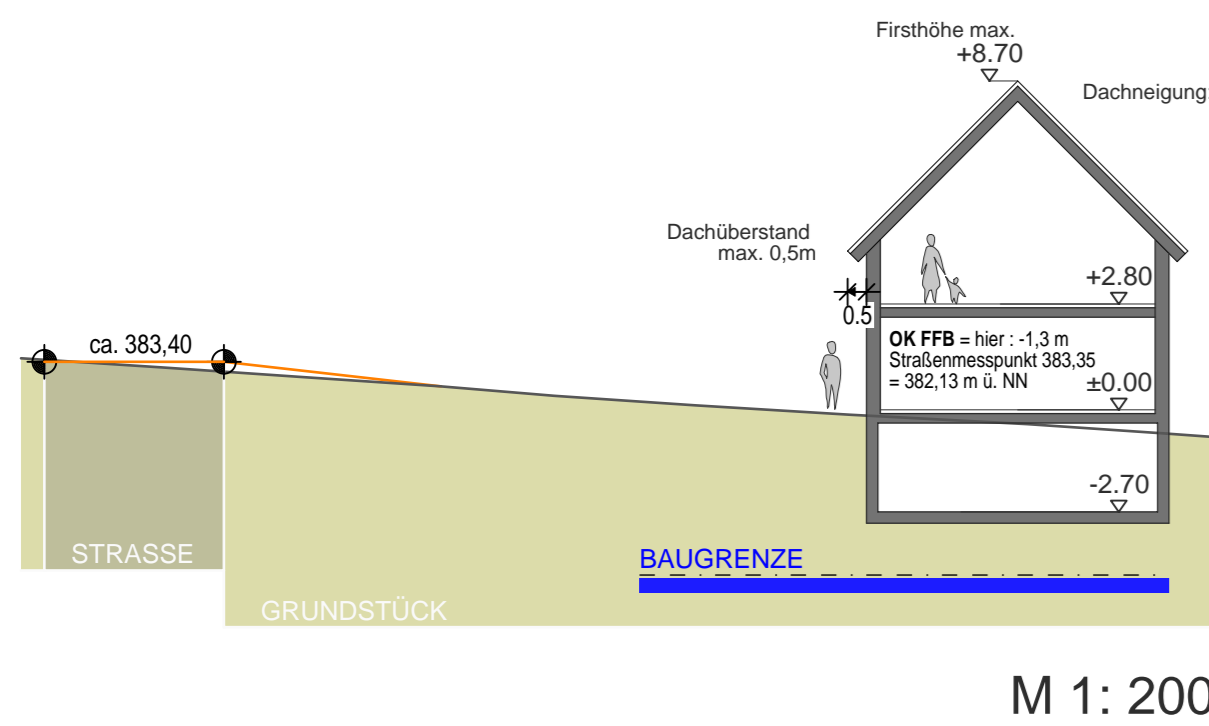 Firsthöhe max.
+8.70
Dachneigung:
Dachüberstand
max. 0,5m
+2.80
0.5
ca. 383,40
OK FFB = hier : -1,3 m
Straßenmesspunkt 383,35
= 382,13 m ü. NN
±0.00
-2.70
STRASSE
BAUGRENZE
GRUNDSTÜCK
M 1: 200